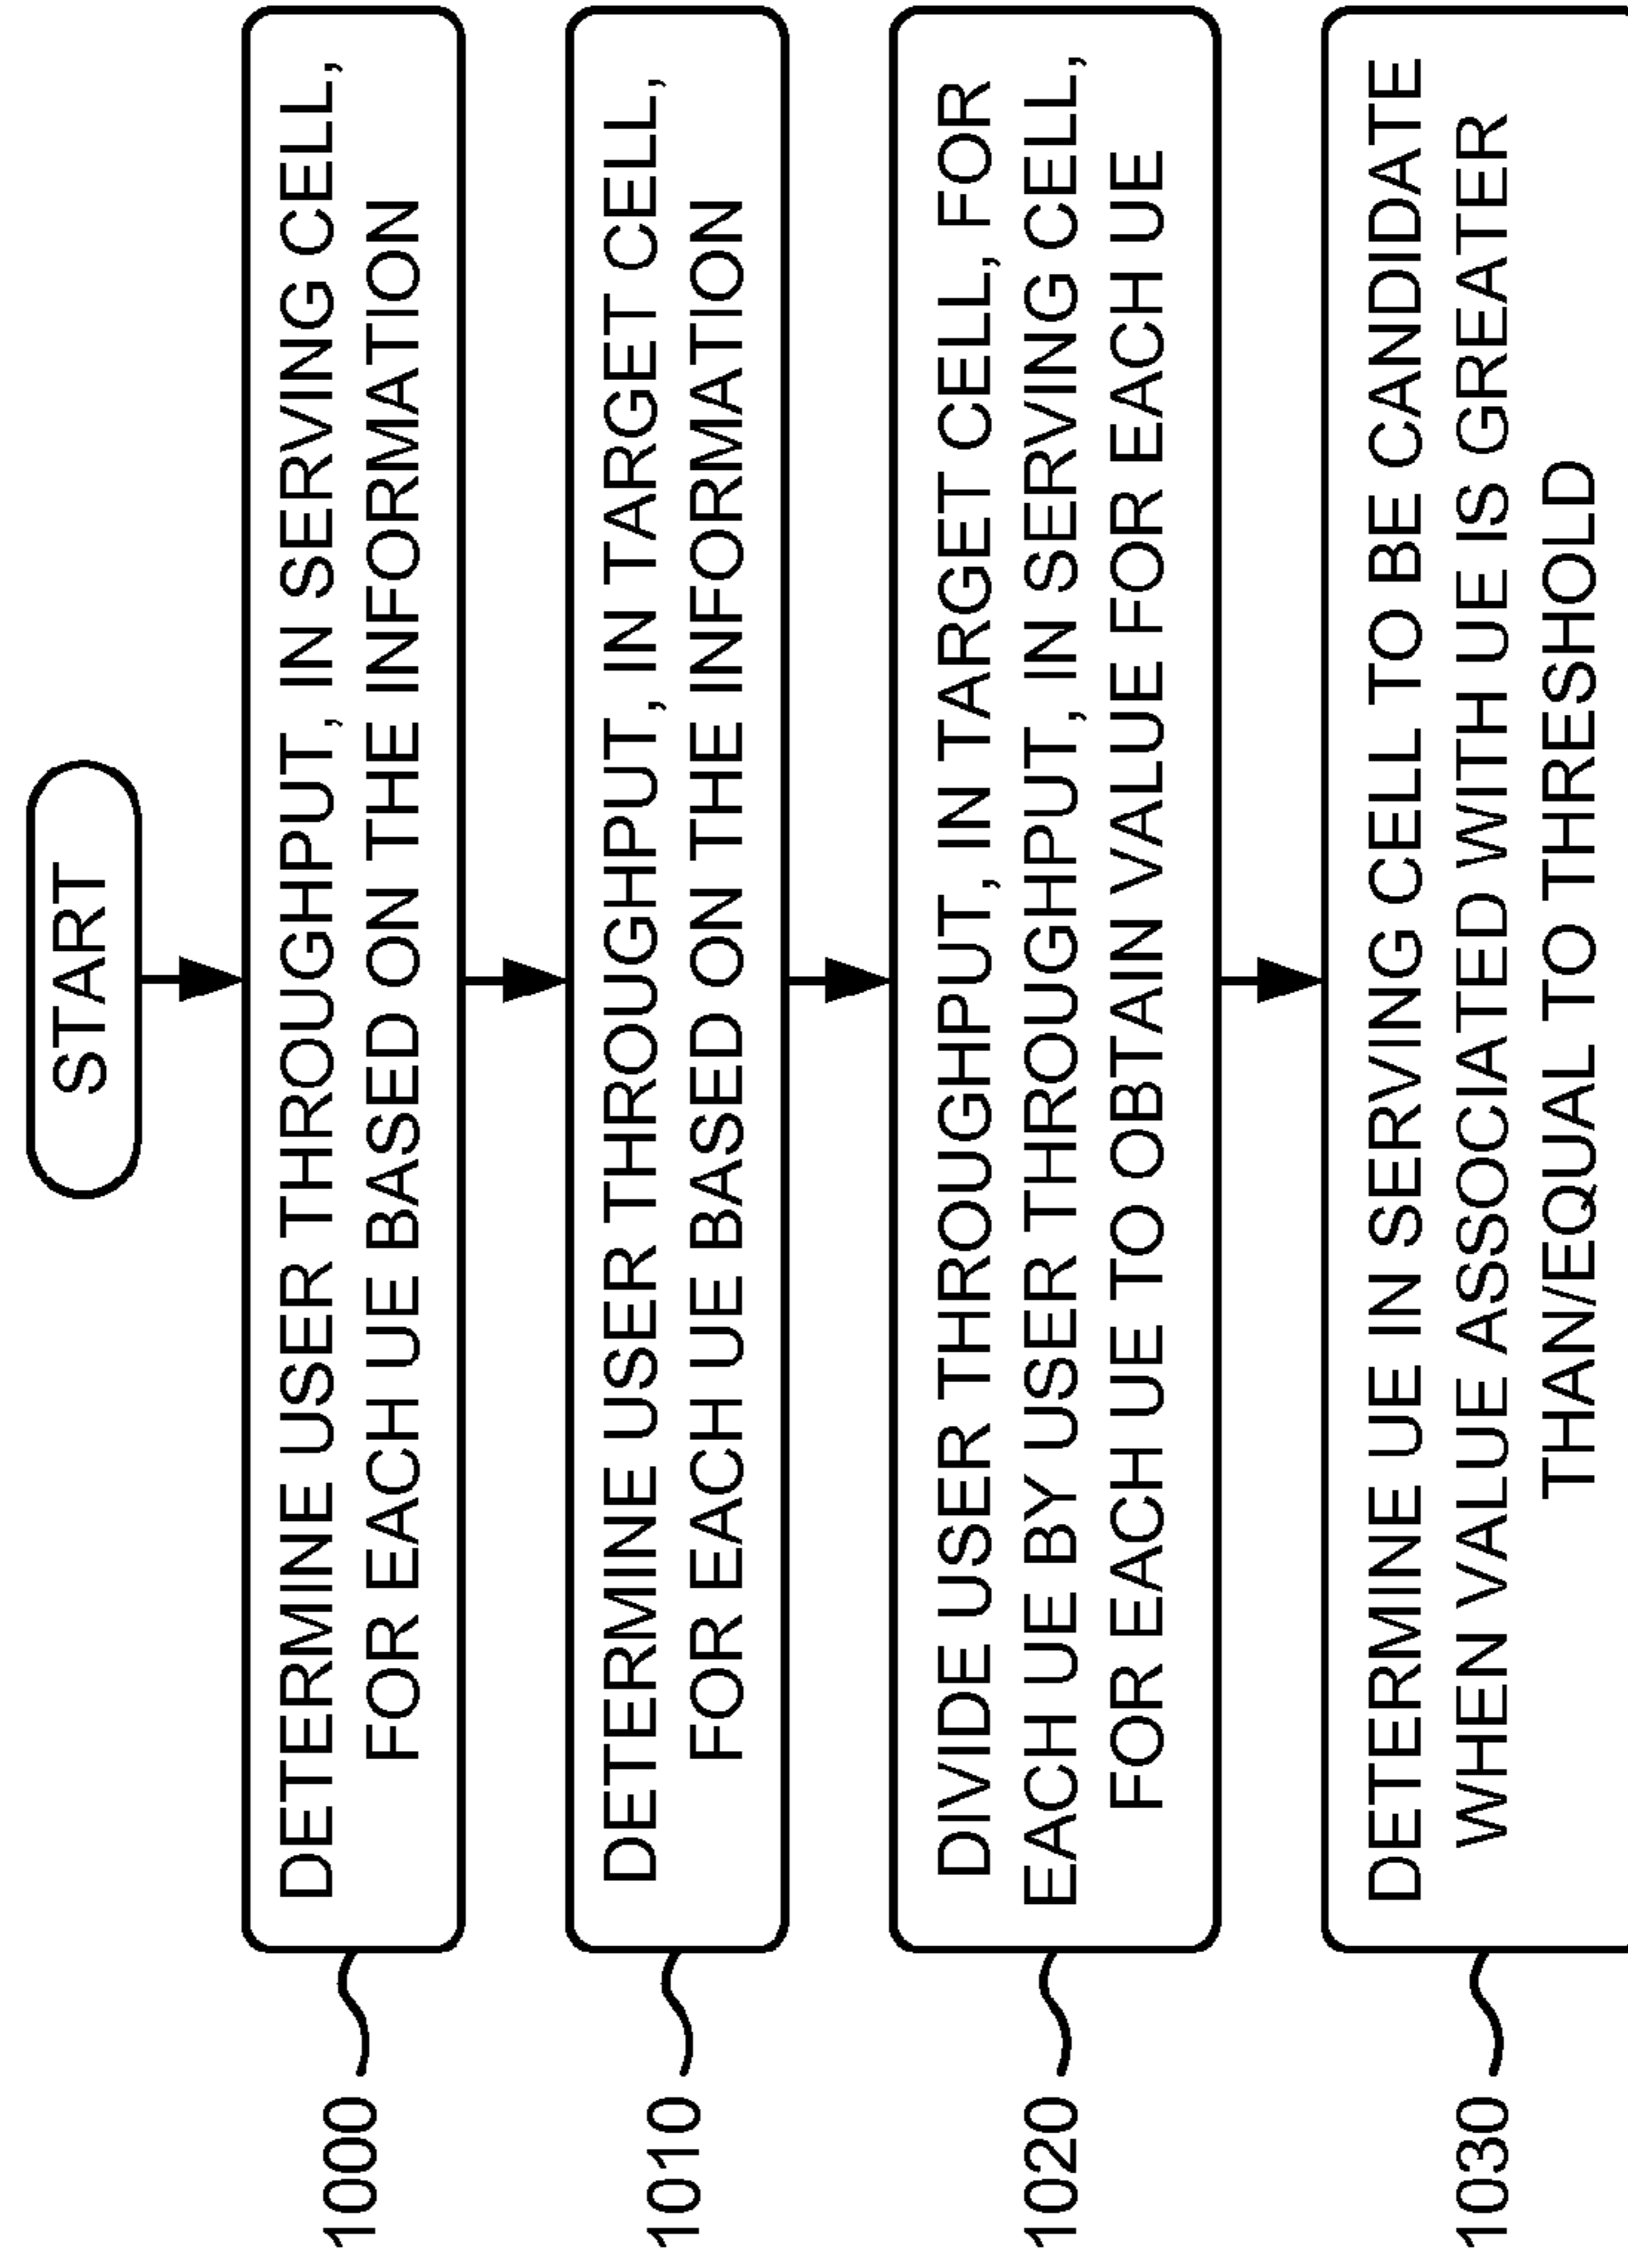 START
1000
DETERMINE USER THROUGHPUT, IN SERVING CELL,
FOR EACH UE BASED ON THE INFORMATION
1010
DETERMINE USER THROUGHPUT, IN TARGET CELL,
FOR EACH UE BASED ON THE INFORMATION
1020
DIVIDE USER THROUGHPUT, IN TARGET CELL, FOR
EACH UE BY USER THROUGHPUT, IN SERVING CELL,
FOR EACH UE TO OBTAIN VALUE FOR EACH UE
1030
DETERMINE UE IN SERVING CELL TO BE CANDIDATE
WHEN VALUE ASSOCIATED WITH UE IS GREATER
THAN/EQUAL TO THRESHOLD